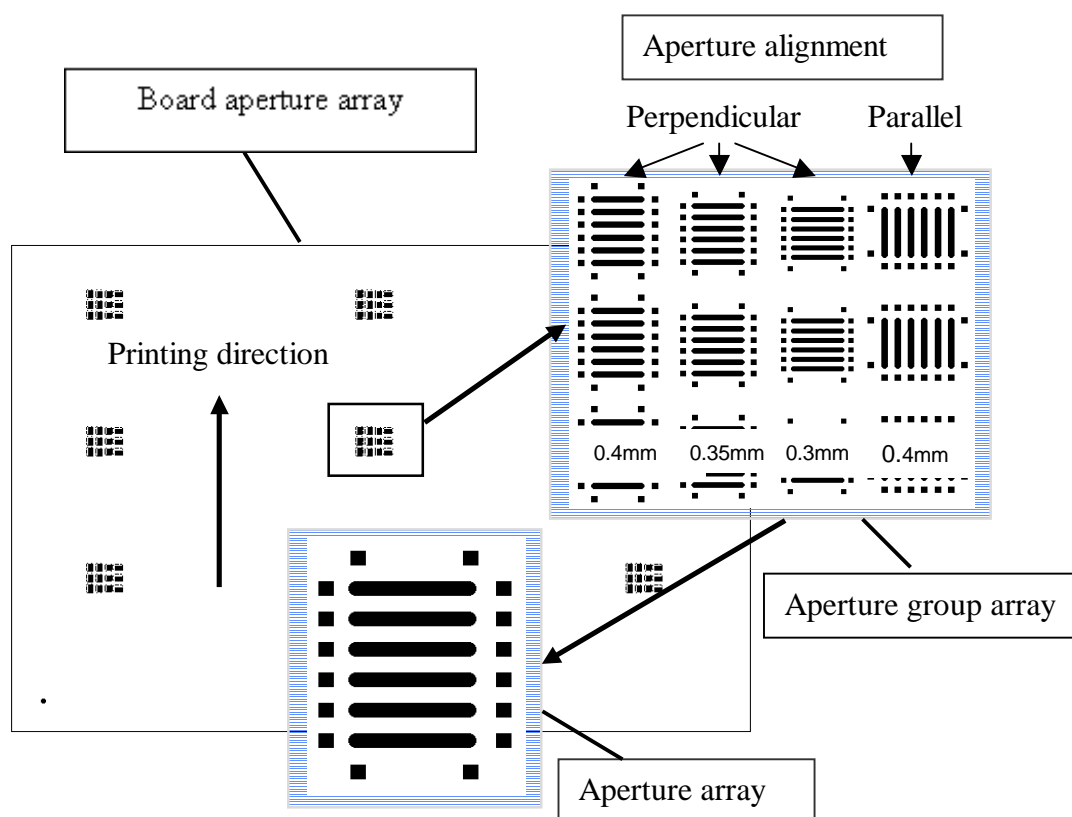 Aperture alignment
Board aperture array
Perpendicular
Parallel
Printing direction
0.4mm
0.35mm
0.3mm
0.4mm
Aperture group array
Aperture array